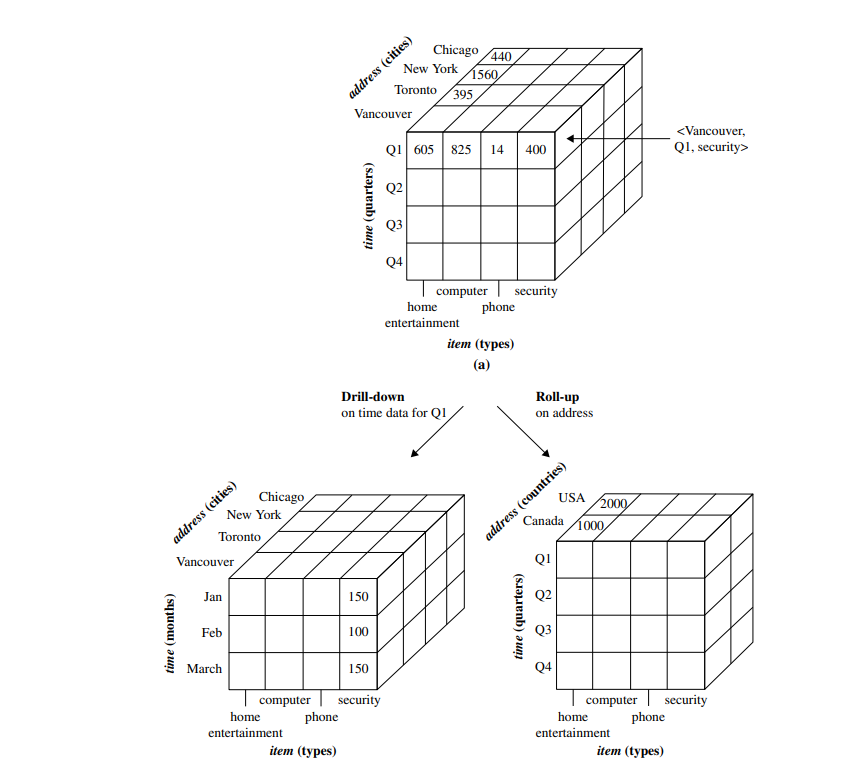 address (cities)
Chicago
440
New York
1560
Toronto
395
Vancouver
<Vancouver,
Q1, security>
Q1 605 825 14 400
Q2
Q3
Q4
time (quarters)
computer security
home phone
entertainment
item (types)
(a)
Drill-down
on time data for Q1
Roll-up
on address
address (cities)
Chicago
New York
Toronto
Vancouver
Jan 150
Feb 100
March 150
time (months)
computer security
home phone
entertainment
item (types)
address (countries)
USA 2000
Canada 1000
Q1
Q2
Q3
Q4
time (quarters)
computer security
home phone
entertainment
item (types)